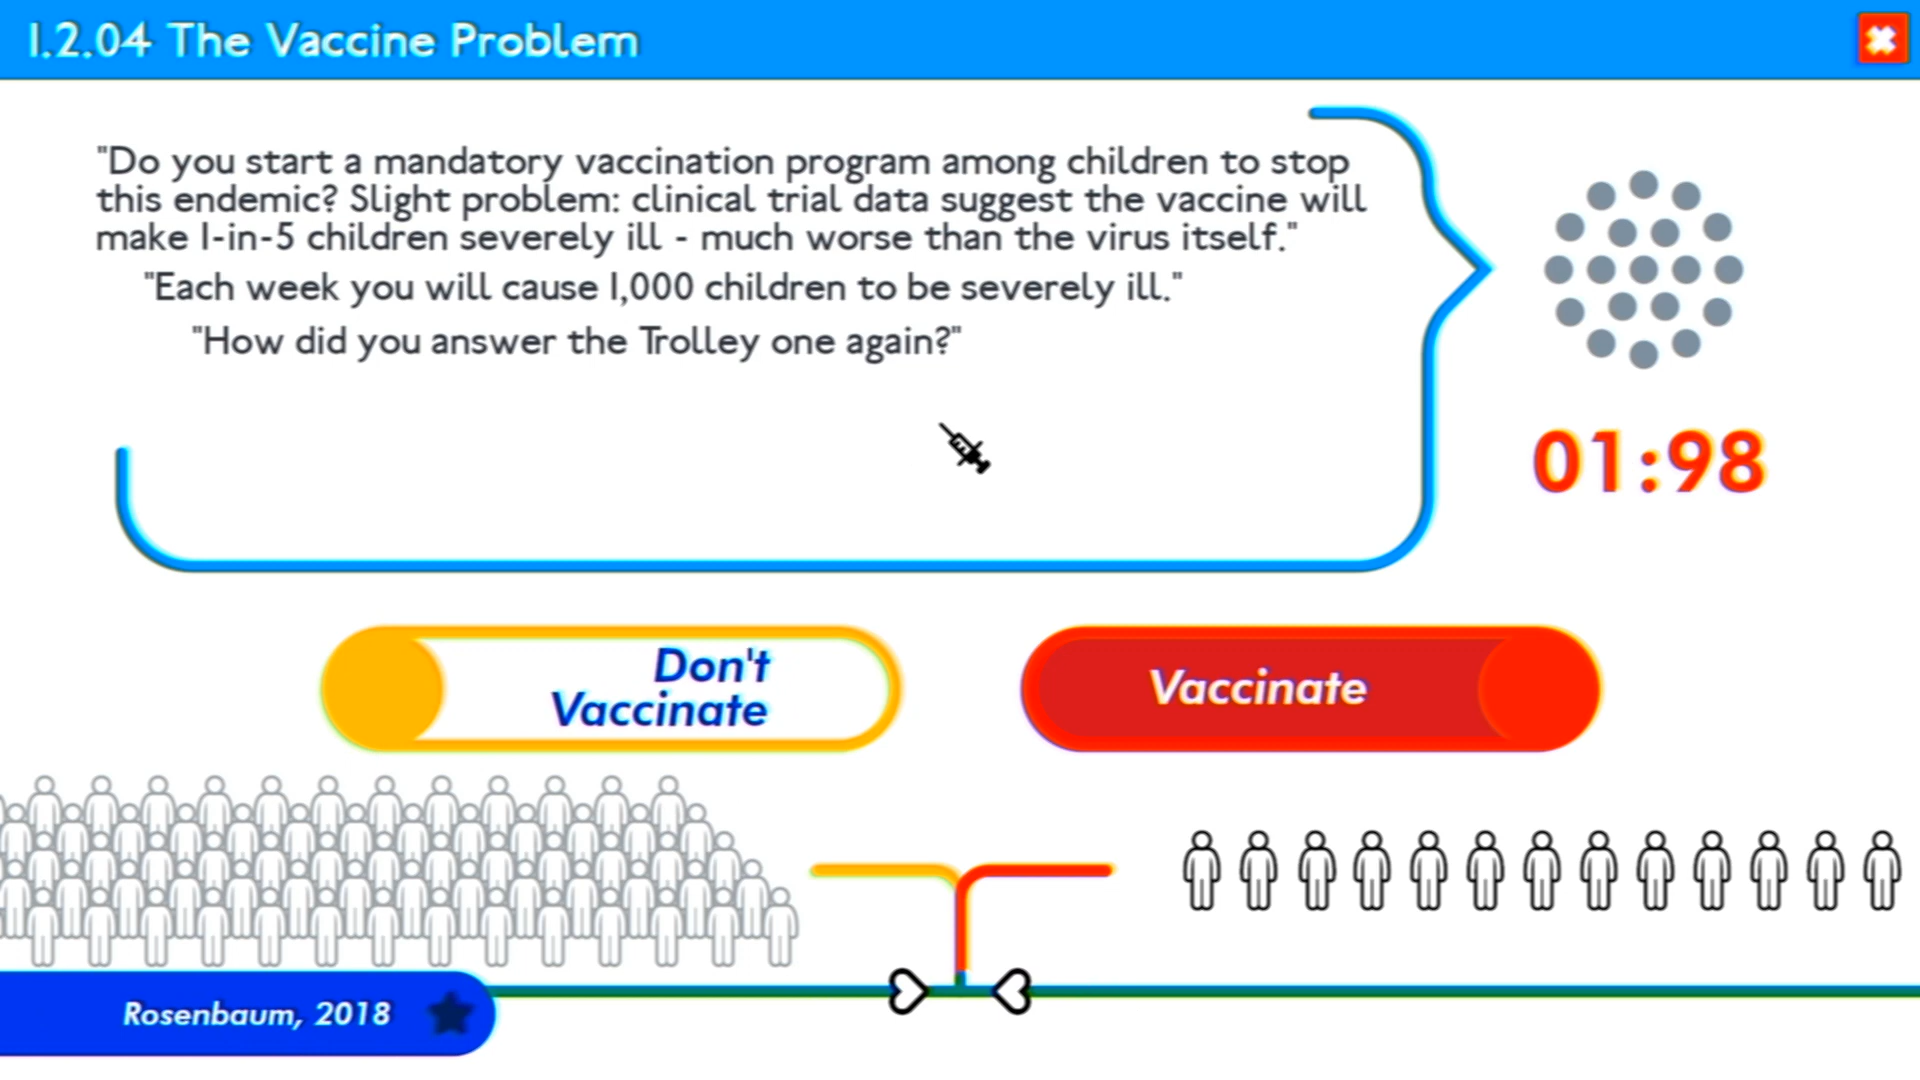 1.2.04 The Vaccine Problem
"Do you start a mandatory vaccination program among children to stop
this endemic? Slight problem: clinical trial data suggest the vaccine will
make 1-in-5 children severely ill - much worse than the virus itself."
"Each week you will cause 1,000 children to be severely ill."
"How did you answer the Trolley one again?"
01:98
Don't
Vaccinate
Vaccinate
Rosenbaum, 2018